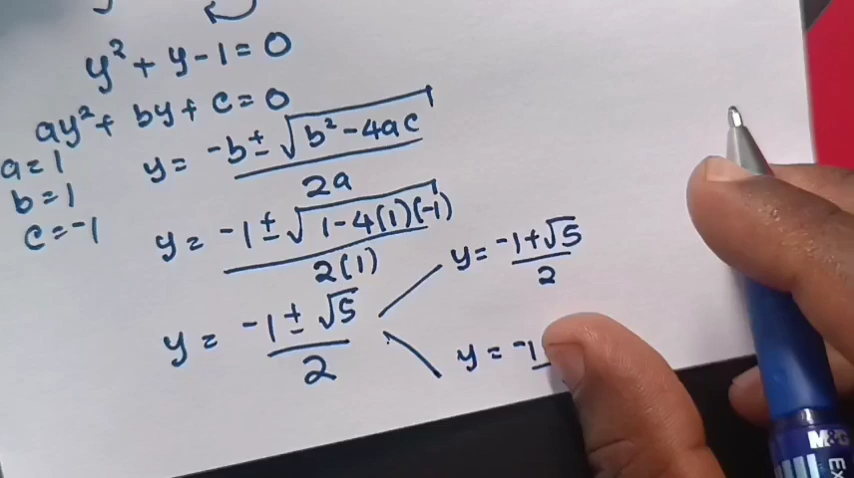 y² + y - 1 = 0
ay² + by + c = 0
a = 1
b = 1
c = -1
y = (-b ± √(b² - 4ac)) / 2a
y = (-1 ± √(1 - 4(1)(-1))) / 2(1)
y = (-1 ± √5) / 2
y = (-1 + √5) / 2
y = -1
M&G
Ex